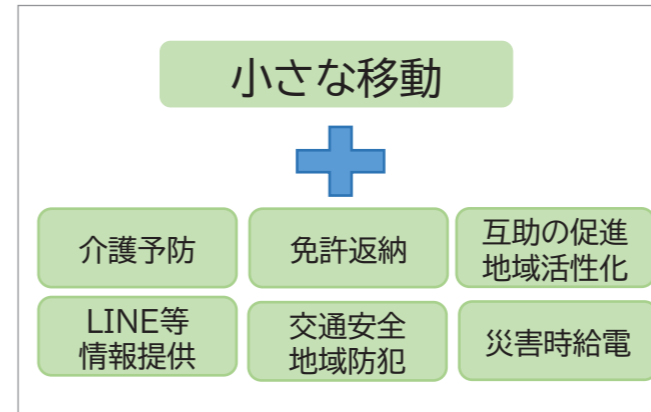 小さな移動
介護予防
免許返納
互助の促進
地域活性化
LINE等
情報提供
交通安全
地域防犯
災害時給電